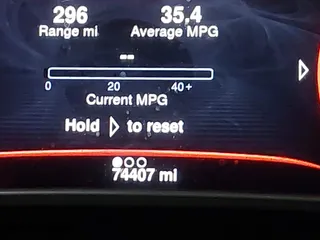 296 35.4
Range mi Average MPG
--
0 20 40+
Current MPG
Hold ▷ to reset
74407 mi